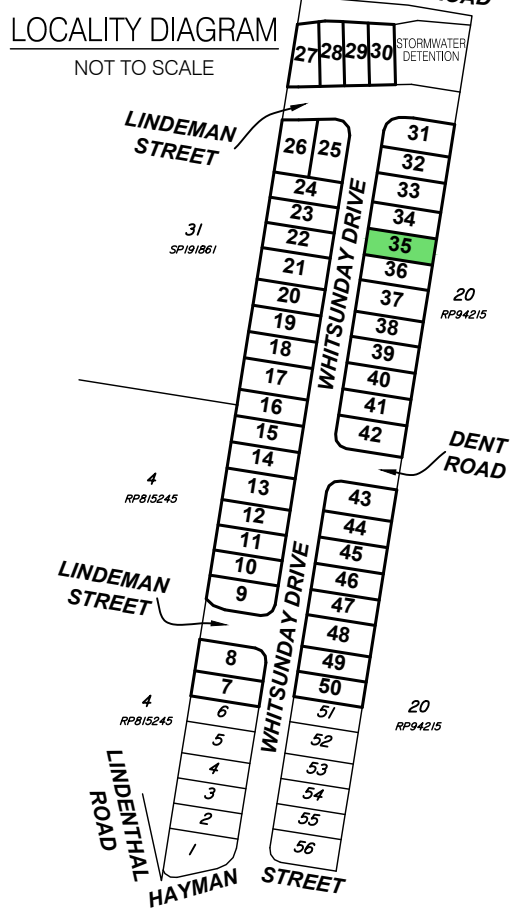 ROAD
LOCALITY DIAGRAM
NOT TO SCALE
27 28 29 30
STORMWATER
DETENTION
LINDEMAN
STREET
26 25
31
24
32
23
33
22
34
21
35
20
36
19
37
18
38
17
39
16
40
15
41
14
42
13
43
12
44
11
45
10
46
9
47
8
48
7
49
6
50
5
51
4
52
3
53
2
54
1
55
56
WHITSUNDAY DRIVE
31
SP191861
20
RP94215
DENT
ROAD
4
RP815245
LINDEMAN
STREET
WHITSUNDAY DRIVE
4
RP815245
20
RP94215
LINDENTHAL
ROAD
HAYMAN STREET